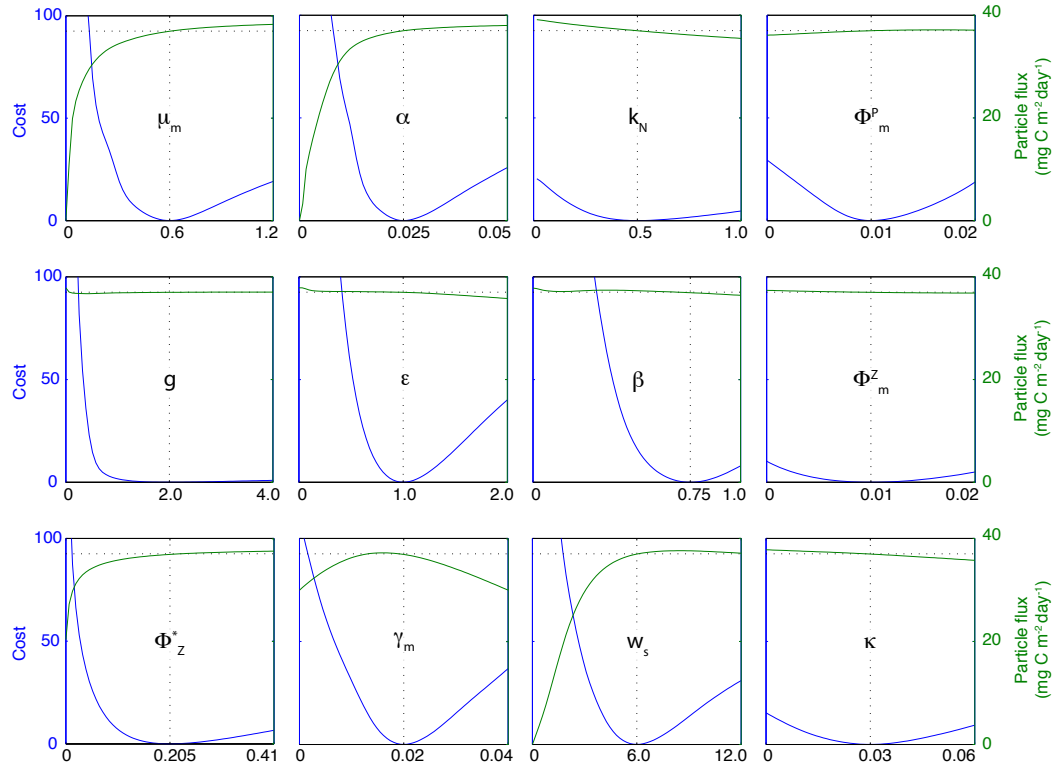 100
50
0
Cost
μm
0
0.6
1.2
α
0
0.025
0.05
kN
0
0.5
1.0
ΦPm
0
0.01
0.02
40
20
0
Particle flux
(mg C m-2 day-1)
100
50
0
Cost
g
0
2.0
4.0
ε
0
1.0
2.0
β
0
0.75
1.0
ΦZm
0
0.01
0.02
40
20
0
Particle flux
(mg C m-2 day-1)
100
50
0
Cost
Φ*Z
0
0.205
0.41
γm
0
0.02
0.04
ws
0
6.0
12.0
κ
0
0.03
0.06
40
20
0
Particle flux
(mg C m-2 day-1)